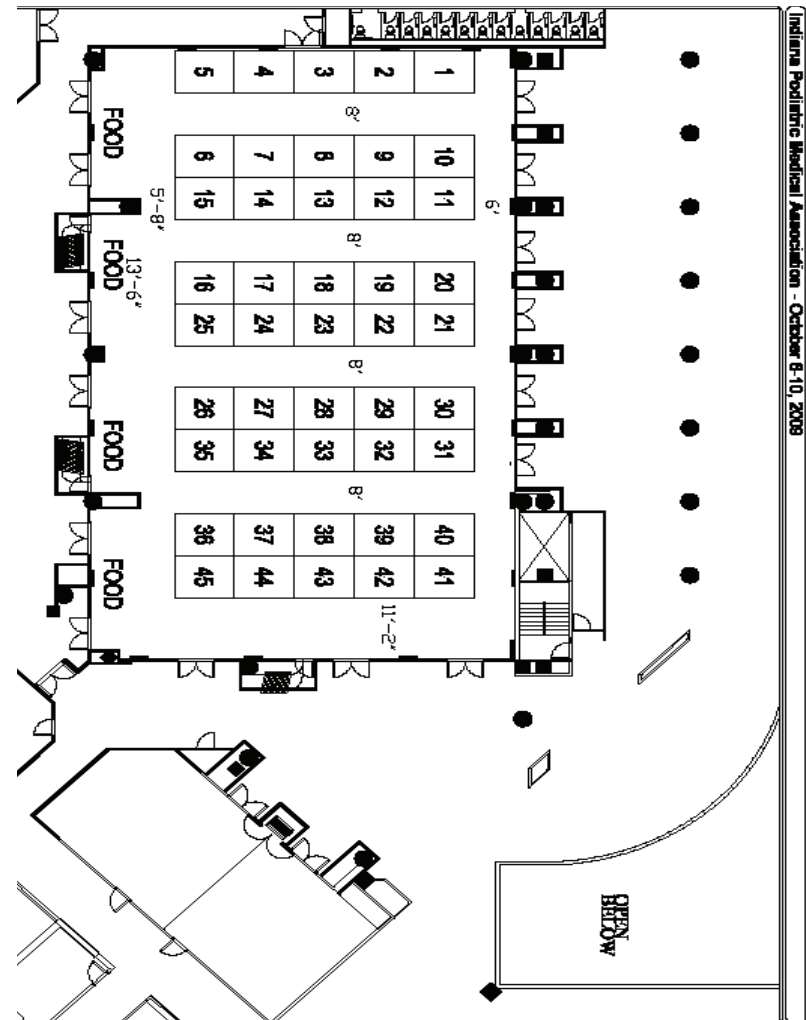 Indiana Podiatric Medical Association - October 8-10, 2009
OPEN
BELOW
6'
1 10 11 20 21 30 31 40 41
11'-2"
2 9 12 19 22 29 32 39 42
8' 8' 8' 8'
3 8 13 18 23 28 33 38 43
4 7 14 17 24 27 34 37 44
5 6 15 16 25 26 35 36 45
5'-8"
13'-6"
FOOD FOOD FOOD FOOD